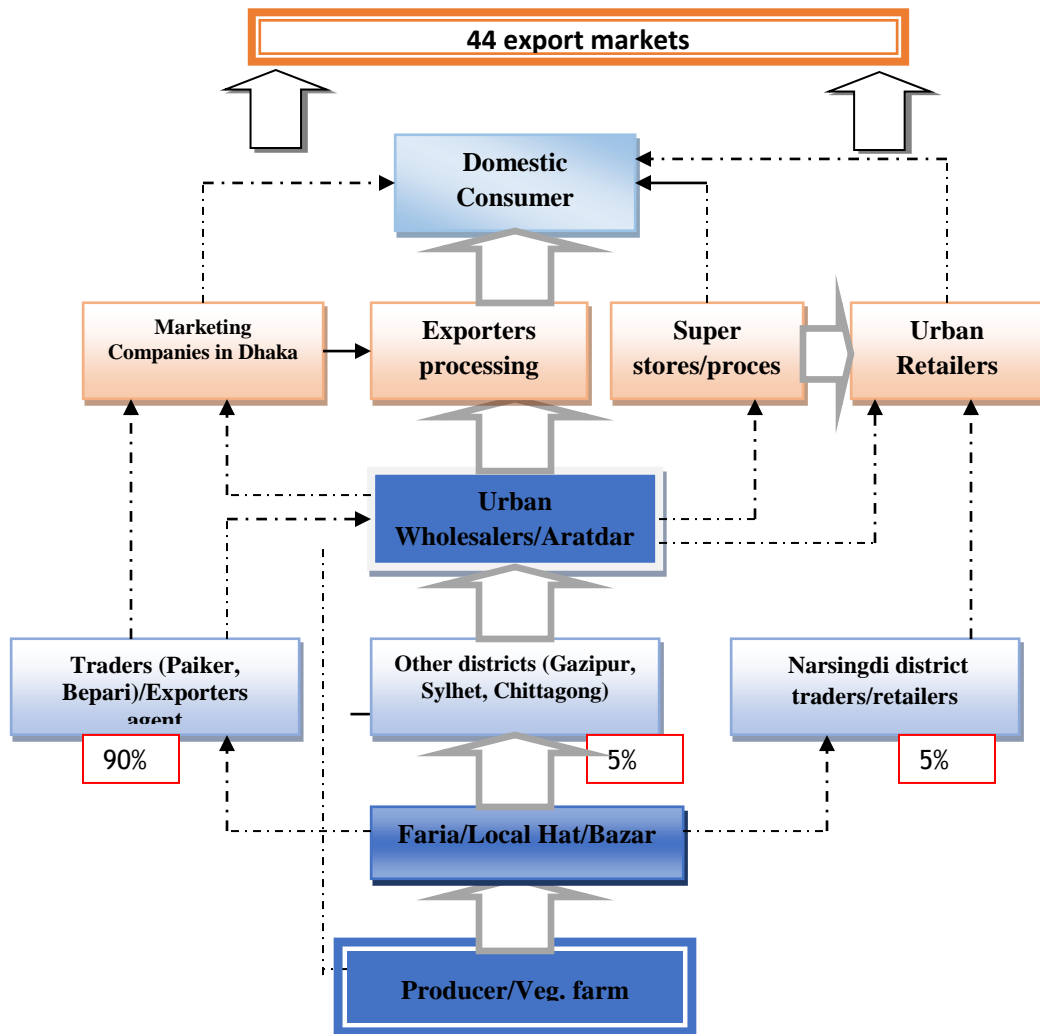 44 export markets
Domestic
Consumer
Marketing
Companies in Dhaka
Exporters
processing
Super
stores/proces
Urban
Retailers
Urban
Wholesalers/Aratdar
Traders (Paiker,
Bepari)/Exporters
agent
Other districts (Gazipur,
Sylhet, Chittagong)
Narsingdi district
traders/retailers
90%
5%
5%
Faria/Local Hat/Bazar
Producer/Veg. farm